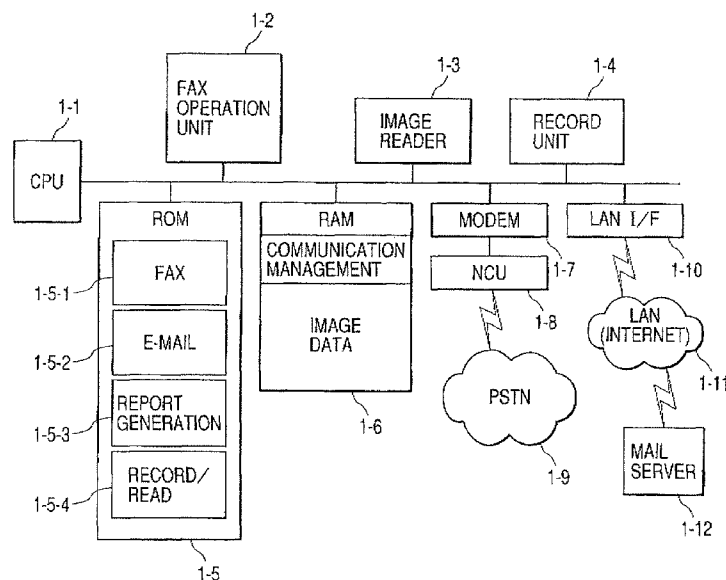 1-2
FAX
OPERATION
UNIT
1-3
IMAGE
READER
1-4
RECORD
UNIT
1-1
CPU
ROM
FAX
1-5-1
E-MAIL
1-5-2
REPORT
GENERATION
1-5-3
RECORD/
READ
1-5-4
1-5
RAM
COMMUNICATION
MANAGEMENT
IMAGE
DATA
1-6
MODEM
1-7
NCU
1-8
PSTN
1-9
LAN I/F
1-10
LAN
(INTERNET)
1-11
MAIL
SERVER
1-12